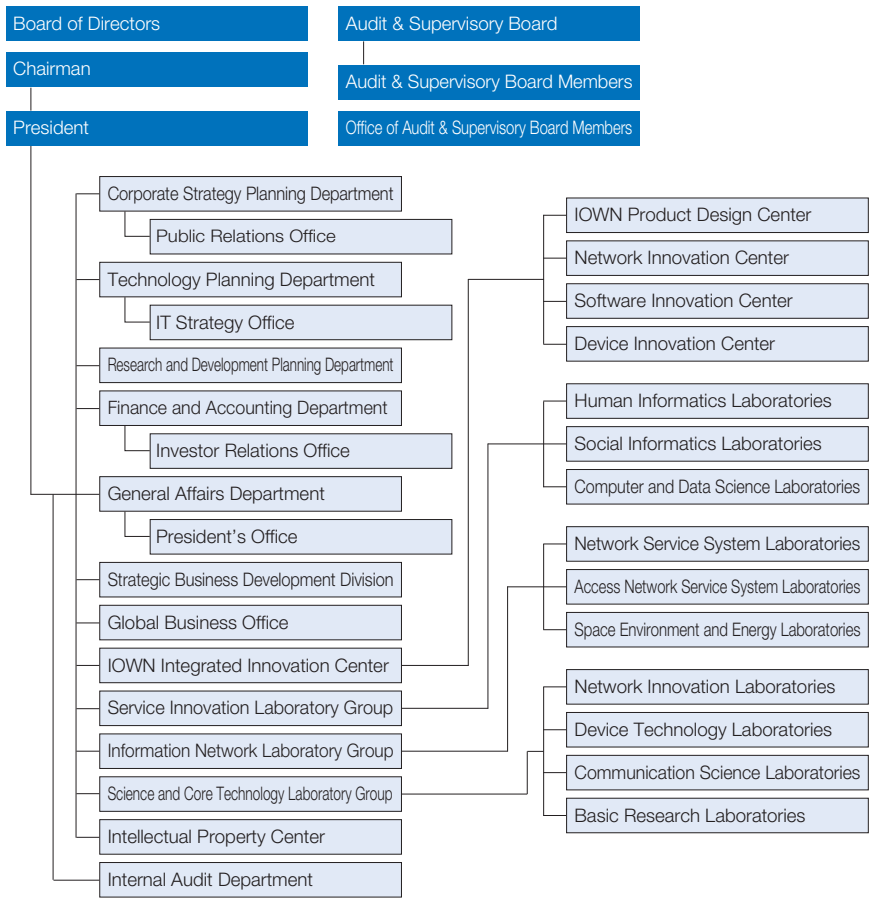 Board of Directors
Chairman
President
Audit & Supervisory Board
Audit & Supervisory Board Members
Office of Audit & Supervisory Board Members
Corporate Strategy Planning Department
Public Relations Office
Technology Planning Department
IT Strategy Office
Research and Development Planning Department
Finance and Accounting Department
Investor Relations Office
General Affairs Department
President’s Office
Strategic Business Development Division
Global Business Office
IOWN Integrated Innovation Center
Service Innovation Laboratory Group
Information Network Laboratory Group
Science and Core Technology Laboratory Group
Intellectual Property Center
Internal Audit Department
IOWN Product Design Center
Network Innovation Center
Software Innovation Center
Device Innovation Center
Human Informatics Laboratories
Social Informatics Laboratories
Computer and Data Science Laboratories
Network Service System Laboratories
Access Network Service System Laboratories
Space Environment and Energy Laboratories
Network Innovation Laboratories
Device Technology Laboratories
Communication Science Laboratories
Basic Research Laboratories